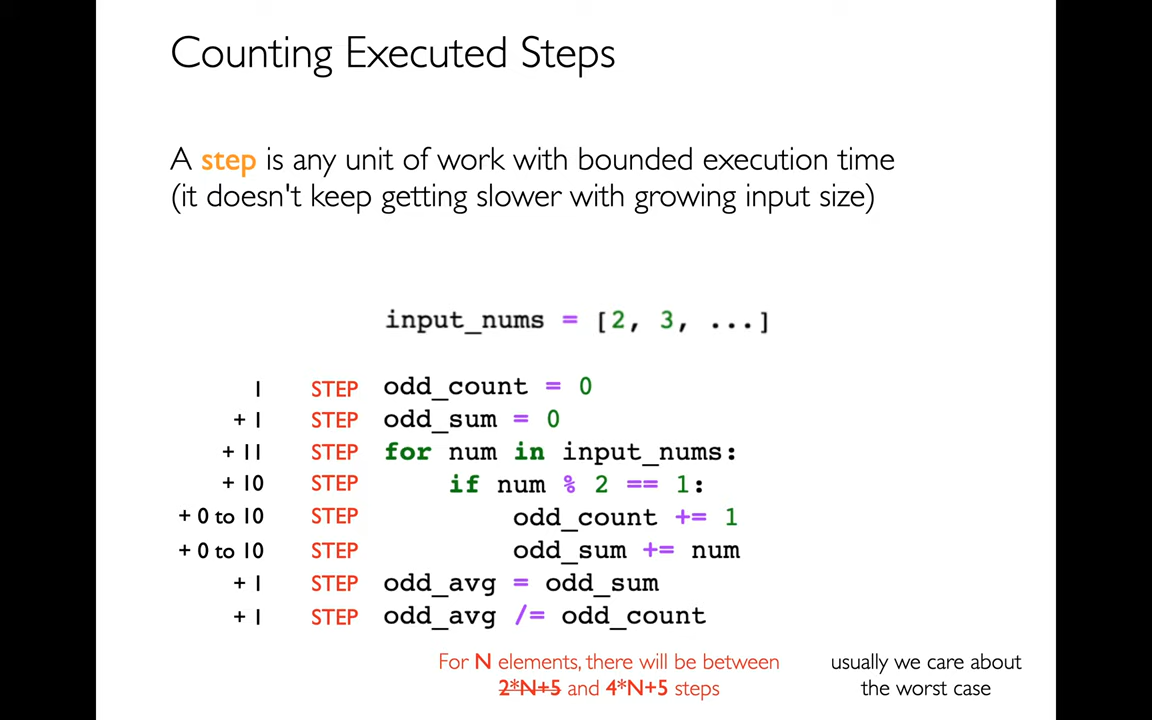 Counting Executed Steps
A step is any unit of work with bounded execution time
(it doesn't keep getting slower with growing input size)
input_nums = [2, 3, ...]
1 STEP odd_count = 0
+ 1 STEP odd_sum = 0
+ 11 STEP for num in input_nums:
+ 10 STEP if num % 2 == 1:
+ 0 to 10 STEP odd_count += 1
+ 0 to 10 STEP odd_sum += num
+ 1 STEP odd_avg = odd_sum
+ 1 STEP odd_avg /= odd_count
For N elements, there will be between
2*N+5 and 4*N+5 steps
usually we care about
the worst case